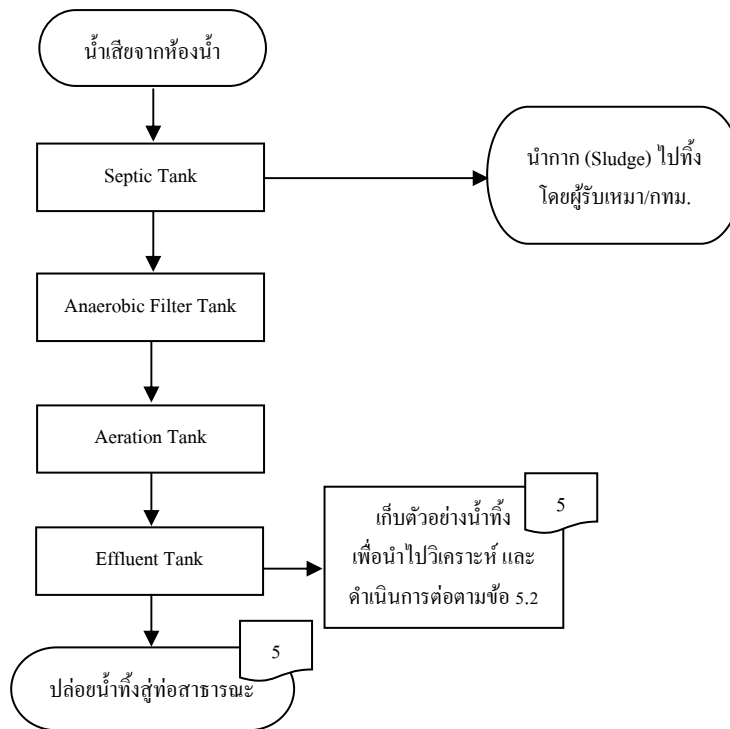 น้ำเสียจากห้องน้ำ
Septic Tank
นำกาก (Sludge) ไปทิ้ง
โดยผู้รับเหมา/กทม.
Anaerobic Filter Tank
Aeration Tank
Effluent Tank
5
เก็บตัวอย่างน้ำทิ้ง
เพื่อนำไปวิเคราะห์ และ
ดำเนินการต่อตามข้อ 5.2
5
ปล่อยน้ำทิ้งสู่ท่อสาธารณะ